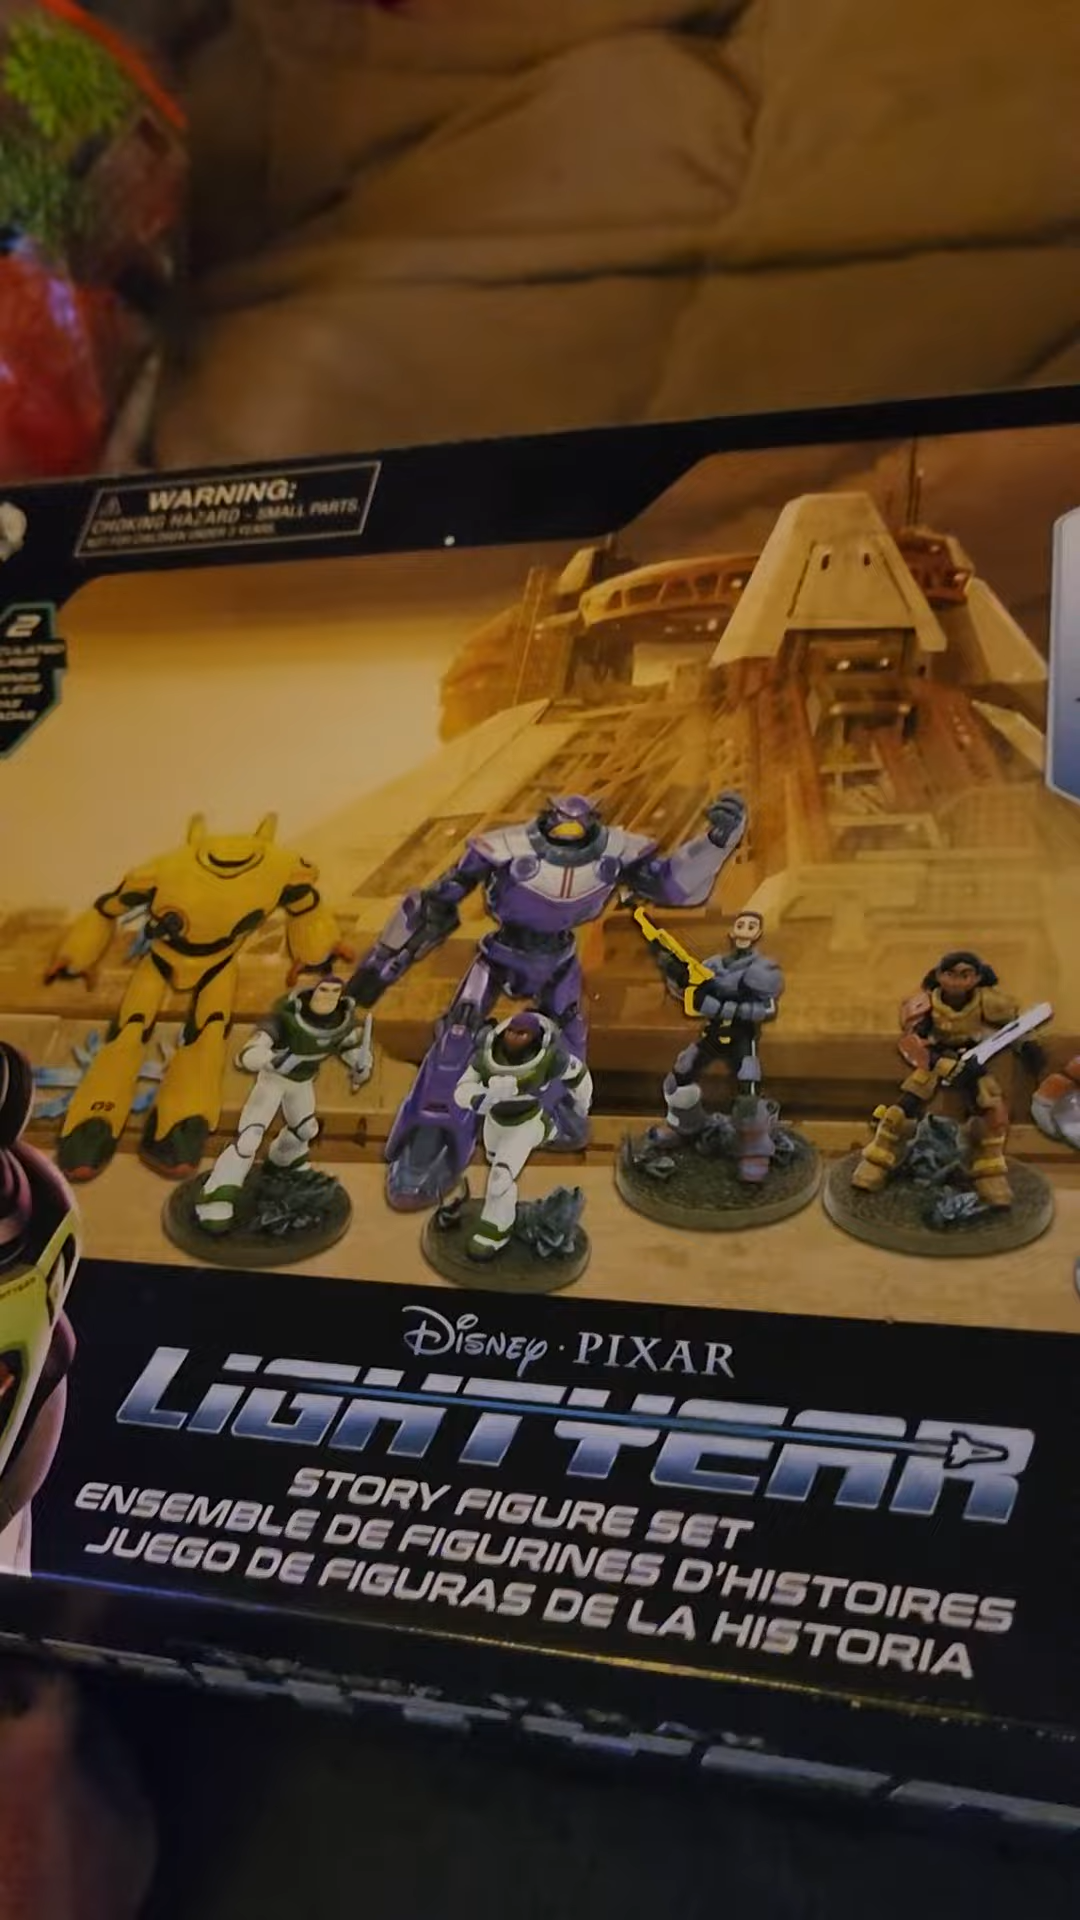 WARNING:
CHOKING HAZARD - SMALL PARTS
NOT FOR CHILDREN UNDER 3 YEARS.
2
Disney · PIXAR
LIGHTYEAR
STORY FIGURE SET
ENSEMBLE DE FIGURINES D'HISTOIRES
JUEGO DE FIGURAS DE LA HISTORIA